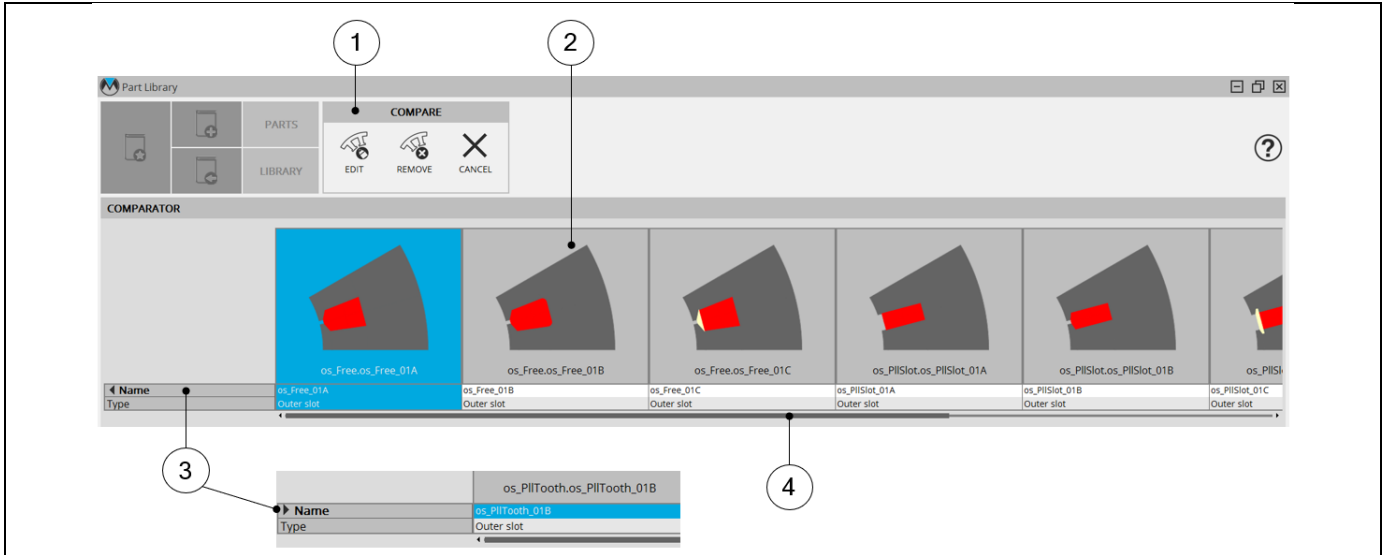 1
2
Part Library
COMPARE
PARTS
LIBRARY
EDIT
REMOVE
CANCEL
?
COMPARATOR
os_Free.os_Free_01A
os_Free.os_Free_01B
os_Free.os_Free_01C
os_PllSlot.os_PllSlot_01A
os_PllSlot.os_PllSlot_01B
Name
os_Free_01A
os_Free_01B
os_Free_01C
os_PllSlot_01A
os_PllSlot_01B
os_PllSlot_01C
Type
Outer slot
Outer slot
Outer slot
Outer slot
Outer slot
Outer slot
3
4
os_PllTooth.os_PllTooth_01B
Name
os_PllTooth_01B
Type
Outer slot